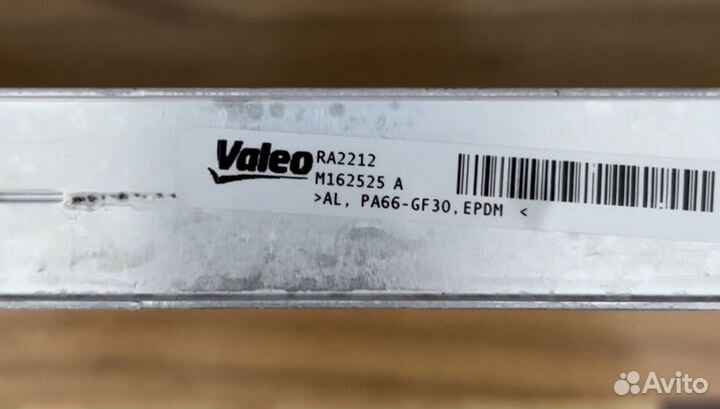 Valeo RA2212
M162525 A
>AL, PA66-GF30,EPDM <
Avito